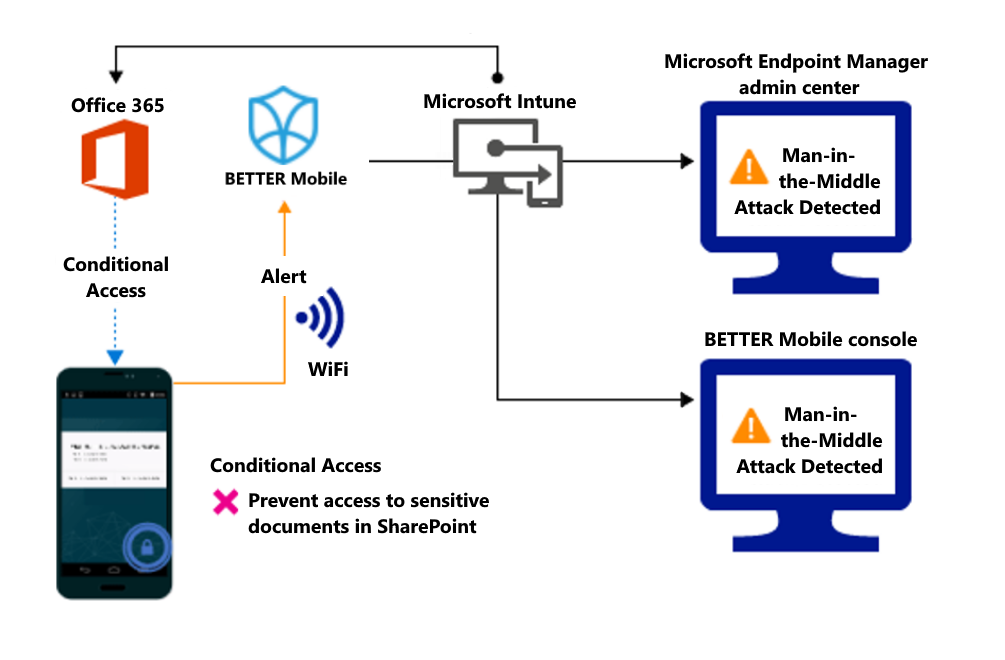 Microsoft Endpoint Manager
admin center
Office 365
Microsoft Intune
BETTER Mobile
Man-in-
the-Middle
Attack Detected
Conditional
Access
Alert
WiFi
BETTER Mobile console
Man-in-
the-Middle
Attack Detected
Conditional Access
Prevent access to sensitive
documents in SharePoint